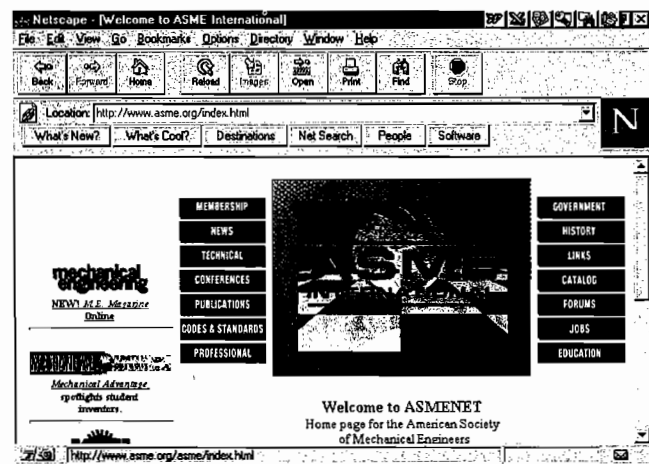 Netscape - [Welcome to ASME International]
File Edit View Go Bookmarks Options Directory Window Help
Back Forward Home Reload Images Open Print Find Stop
Location: http://www.asme.org/index.html
N
What's New? What's Cool? Destinations Net Search People Software
MEMBERSHIP
NEWS
TECHNICAL
CONFERENCES
PUBLICATIONS
CODES & STANDARDS
PROFESSIONAL
mechanical
engineering
NEW! M.E. Magazine
Online
Mechanical Advantage
spotlights student
inventors.
ASME
INTERNATIONAL
GOVERNMENT
HISTORY
LINKS
CATALOG
FORUMS
JOBS
EDUCATION
Welcome to ASMENET
Home page for the American Society
of Mechanical Engineers
http://www.asme.org/asme/index.html